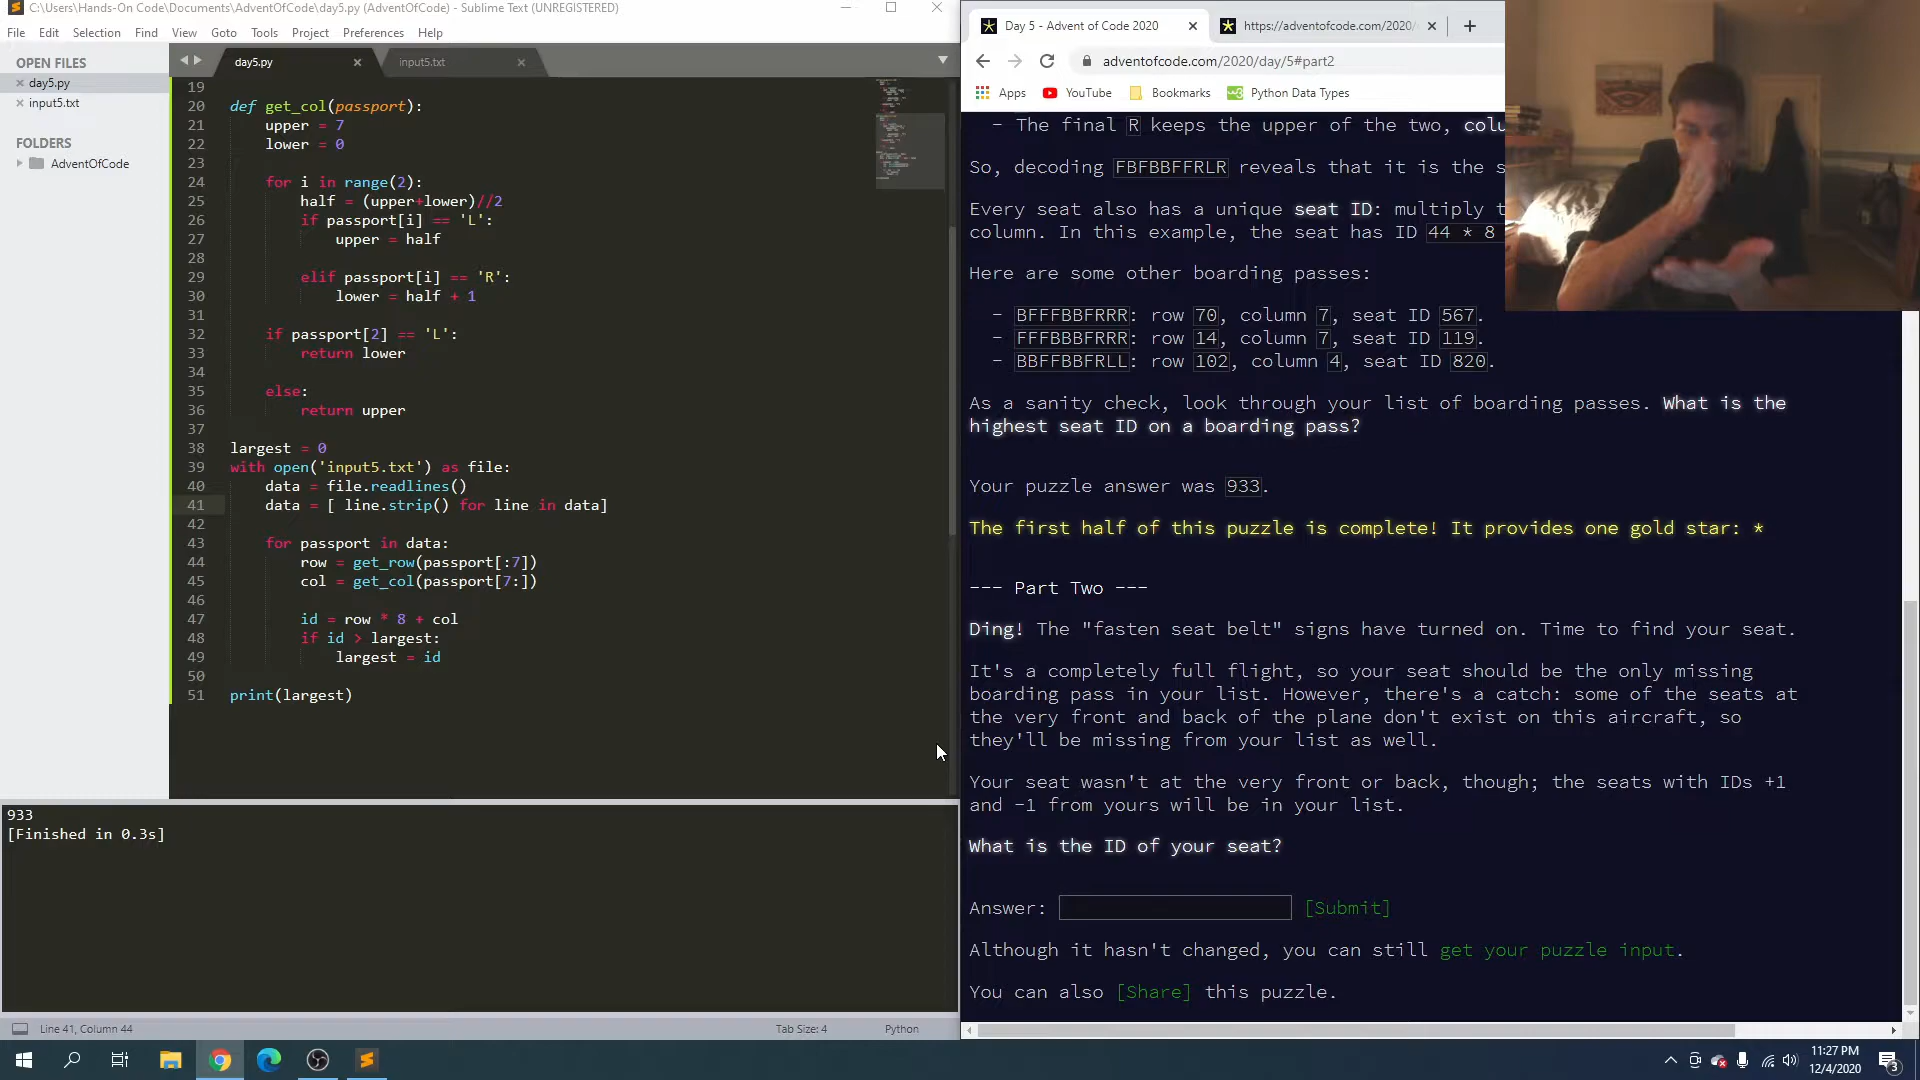 C:\Users\Hands-On Code\Documents\AdventOfCode\day5.py (AdventOfCode) - Sublime Text (UNREGISTERED)
File Edit Selection Find View Goto Tools Project Preferences Help
OPEN FILES
day5.py
input5.txt
FOLDERS
AdventOfCode
day5.py
input5.txt
19
20 def get_col(passport):
21 upper = 7
22 lower = 0
23
24 for i in range(2):
25 half = (upper+lower)//2
26 if passport[i] == 'L':
27 upper = half
28
29 elif passport[i] == 'R':
30 lower = half + 1
31
32 if passport[2] == 'L':
33 return lower
34
35 else:
36 return upper
37
38 largest = 0
39 with open('input5.txt') as file:
40 data = file.readlines()
41 data = [ line.strip() for line in data]
42
43 for passport in data:
44 row = get_row(passport[:7])
45 col = get_col(passport[7:])
46
47 id = row * 8 + col
48 if id > largest:
49 largest = id
50
51 print(largest)
933
[Finished in 0.3s]
Line 41, Column 44
Tab Size: 4
Python
Day 5 - Advent of Code 2020
https://adventofcode.com/2020/
adventofcode.com/2020/day/5#part2
Apps YouTube Bookmarks Python Data Types
- The final R keeps the upper of the two, colu
So, decoding FBFBBFFRLR reveals that it is the s
Every seat also has a unique seat ID: multiply t
column. In this example, the seat has ID 44 * 8
Here are some other boarding passes:
- BFFFBBFRRR: row 70, column 7, seat ID 567.
- FFFBBBFRRR: row 14, column 7, seat ID 119.
- BBFFBBFRLL: row 102, column 4, seat ID 820.
As a sanity check, look through your list of boarding passes. What is the
highest seat ID on a boarding pass?
Your puzzle answer was 933.
The first half of this puzzle is complete! It provides one gold star: *
--- Part Two ---
Ding! The "fasten seat belt" signs have turned on. Time to find your seat.
It's a completely full flight, so your seat should be the only missing
boarding pass in your list. However, there's a catch: some of the seats at
the very front and back of the plane don't exist on this aircraft, so
they'll be missing from your list as well.
Your seat wasn't at the very front or back, though; the seats with IDs +1
and -1 from yours will be in your list.
What is the ID of your seat?
Answer: [Submit]
Although it hasn't changed, you can still get your puzzle input.
You can also [Share] this puzzle.
11:27 PM
12/4/2020
3